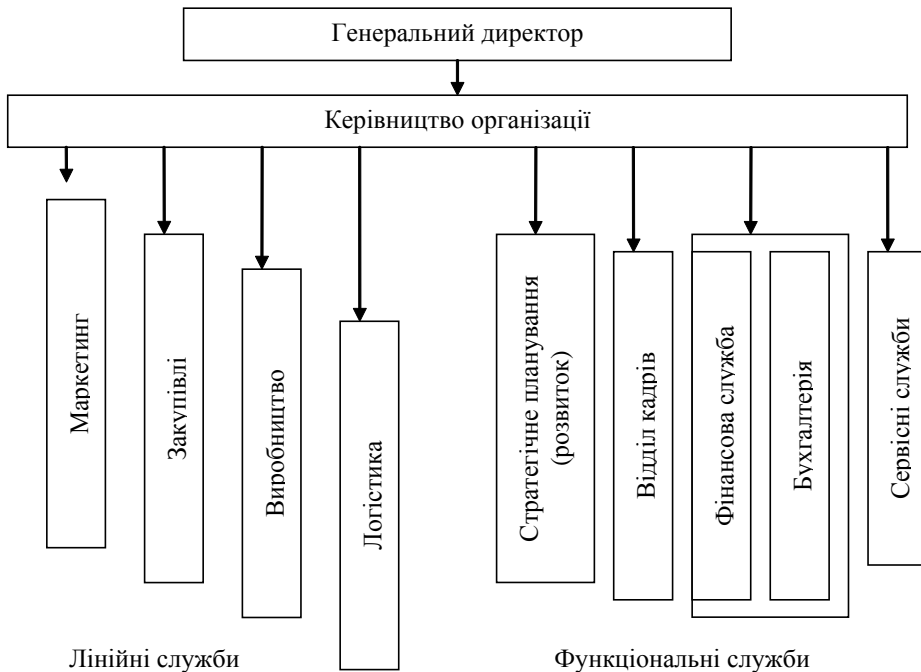 Генеральний директор
Керівництво організації
Маркетинг
Закупівлі
Виробництво
Логістика
Стратегічне планування
(розвиток)
Відділ кадрів
Фінансова служба
Бухгалтерія
Сервісні служби
Лінійні служби
Функціональні служби